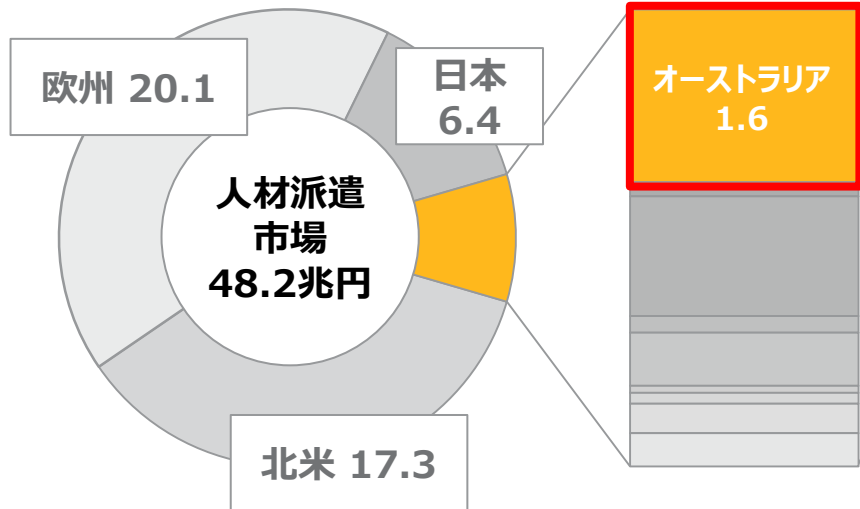 欧州 20.1
日本
6.4
人材派遣
市場
48.2兆円
北米 17.3
オーストラリア
1.6